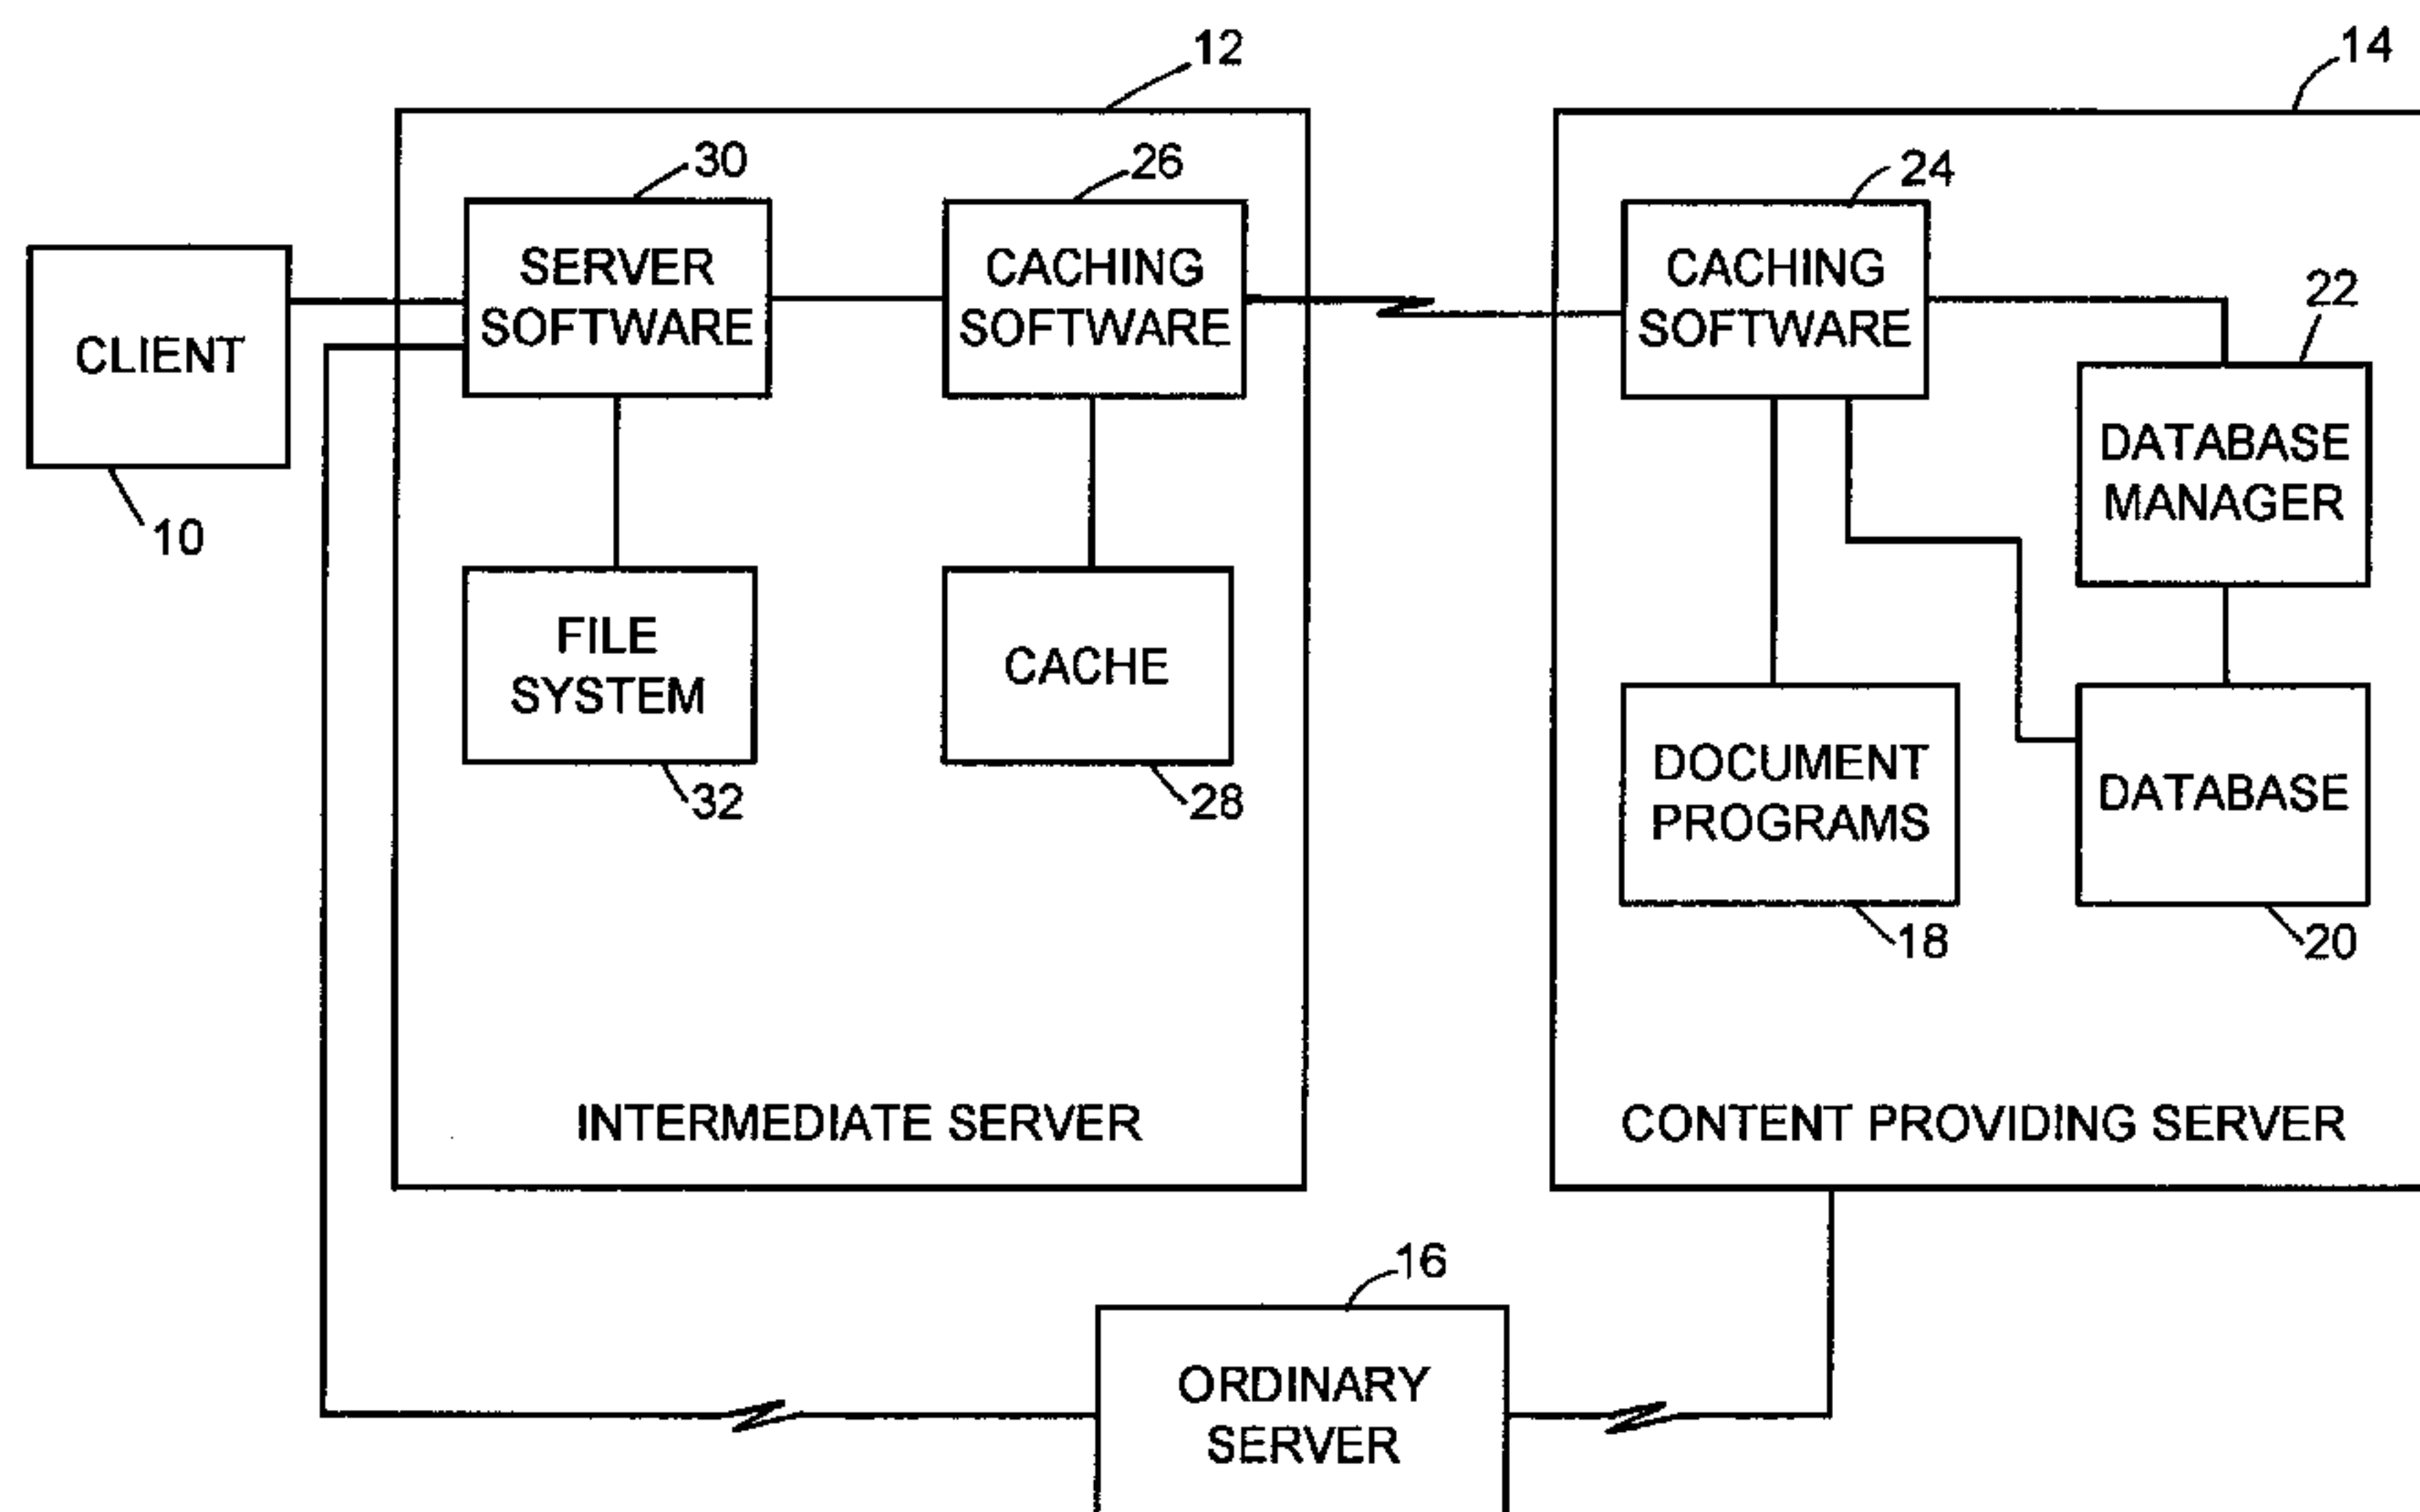 12
14
30
26
24
SERVER
SOFTWARE
CACHING
SOFTWARE
CACHING
SOFTWARE
22
CLIENT
DATABASE
MANAGER
10
FILE
SYSTEM
CACHE
DOCUMENT
PROGRAMS
DATABASE
32
28
18
20
INTERMEDIATE SERVER
CONTENT PROVIDING SERVER
16
ORDINARY
SERVER